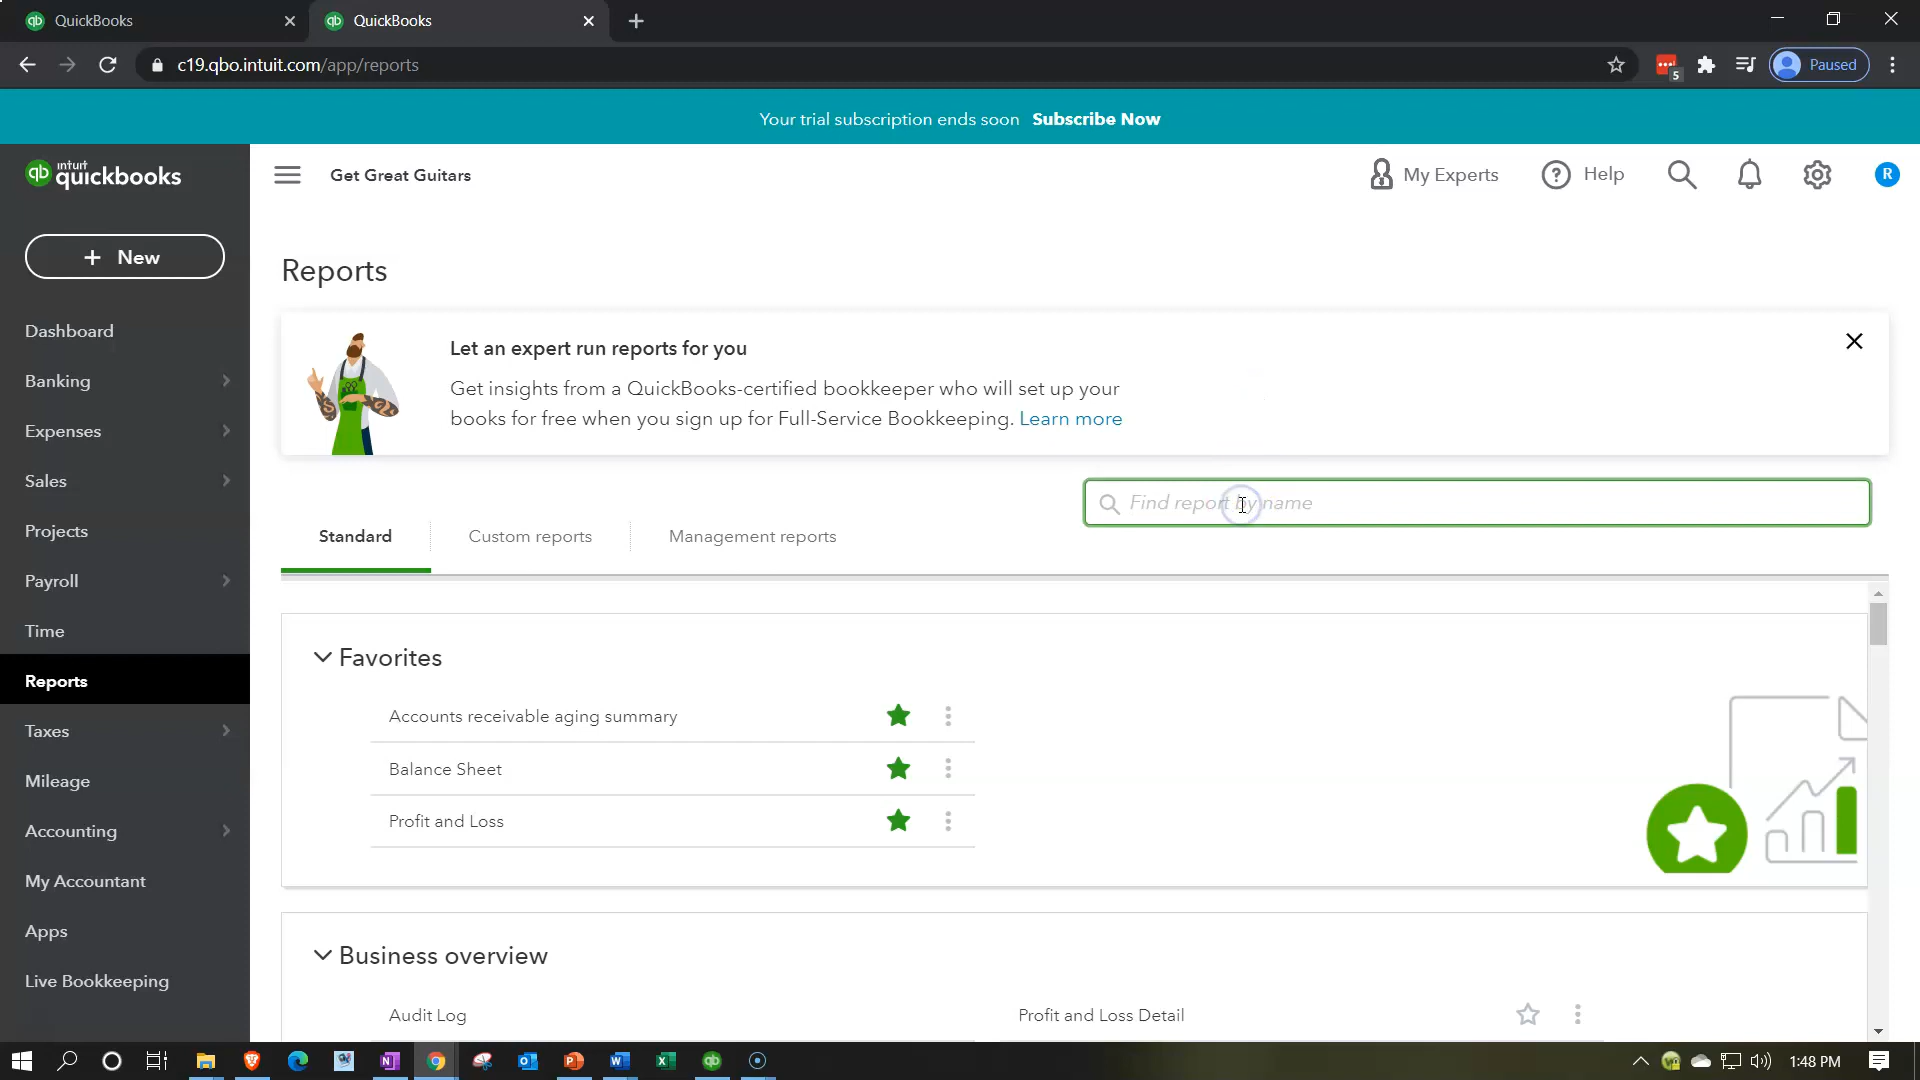 QuickBooks
QuickBooks
c19.qbo.intuit.com/app/reports
5
Paused
Your trial subscription ends soon Subscribe Now
qb intuit quickbooks
Get Great Guitars
My Experts
Help
R
+ New
Dashboard
Banking
Expenses
Sales
Projects
Payroll
Time
Reports
Taxes
Mileage
Accounting
My Accountant
Apps
Live Bookkeeping
Reports
Let an expert run reports for you
Get insights from a QuickBooks-certified bookkeeper who will set up your
books for free when you sign up for Full-Service Bookkeeping. Learn more
Find report by name
Standard
Custom reports
Management reports
Favorites
Accounts receivable aging summary
Balance Sheet
Profit and Loss
Business overview
Audit Log
Profit and Loss Detail
1:48 PM